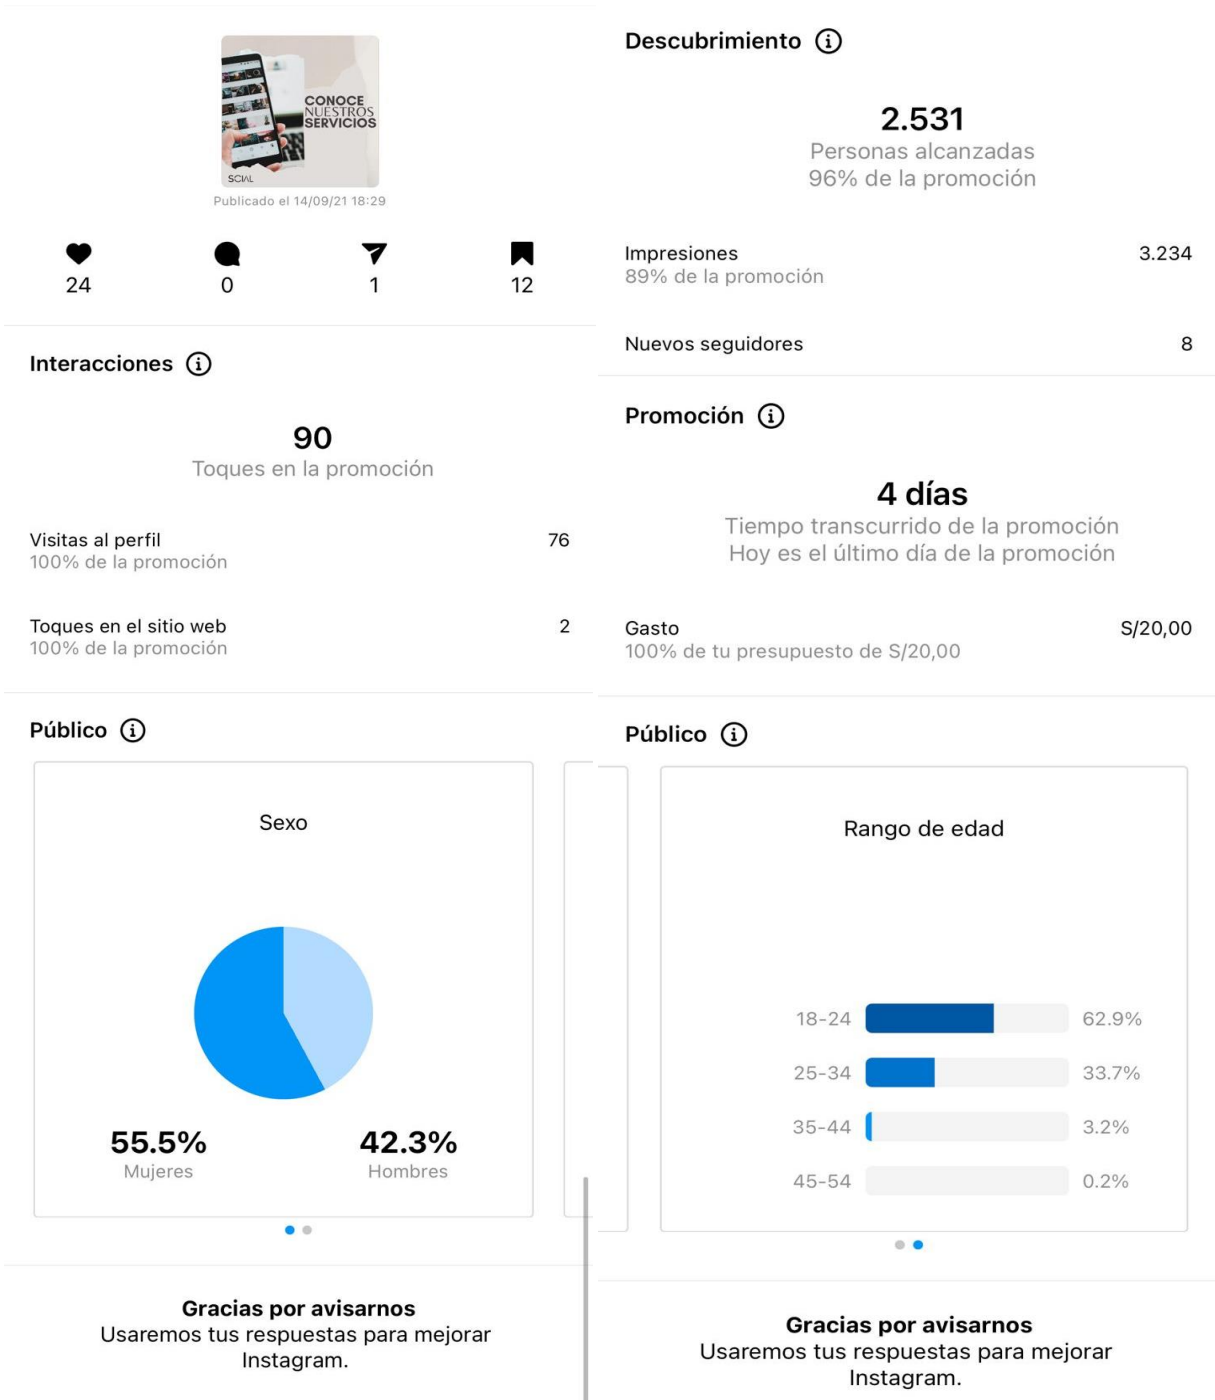 CONOCE
NUESTROS
SERVICIOS
SCIAL
Publicado el 14/09/21 18:29
24
0
1
12
Interacciones
90
Toques en la promoción
Visitas al perfil 76
100% de la promoción
Toques en el sitio web 2
100% de la promoción
Público
Sexo
55.5% 42.3%
Mujeres Hombres
Gracias por avisarnos
Usaremos tus respuestas para mejorar
Instagram.
Descubrimiento
2.531
Personas alcanzadas
96% de la promoción
Impresiones 3.234
89% de la promoción
Nuevos seguidores 8
Promoción
4 días
Tiempo transcurrido de la promoción
Hoy es el último día de la promoción
Gasto S/20,00
100% de tu presupuesto de S/20,00
Público
Rango de edad
18-24 62.9%
25-34 33.7%
35-44 3.2%
45-54 0.2%
Gracias por avisarnos
Usaremos tus respuestas para mejorar
Instagram.